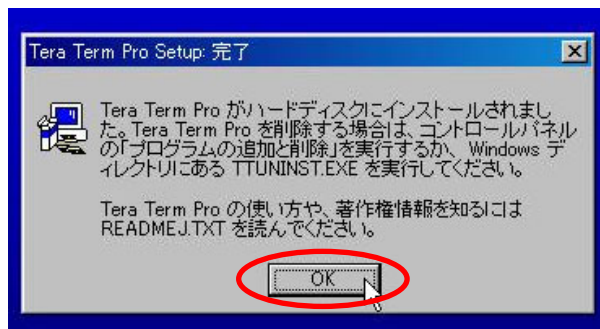 Tera Term Pro Setup: 完了
Tera Term Pro がハードディスクにインストールされまし
た。Tera Term Pro を削除する場合は、コントロールパネル
の「プログラムの追加と削除」を実行するか、 Windows デ
ィレクトリにある TTUNINST.EXE を実行してください。
Tera Term Pro の使い方や、著作権情報を知るには
READMEJ.TXT を読んでください。
OK